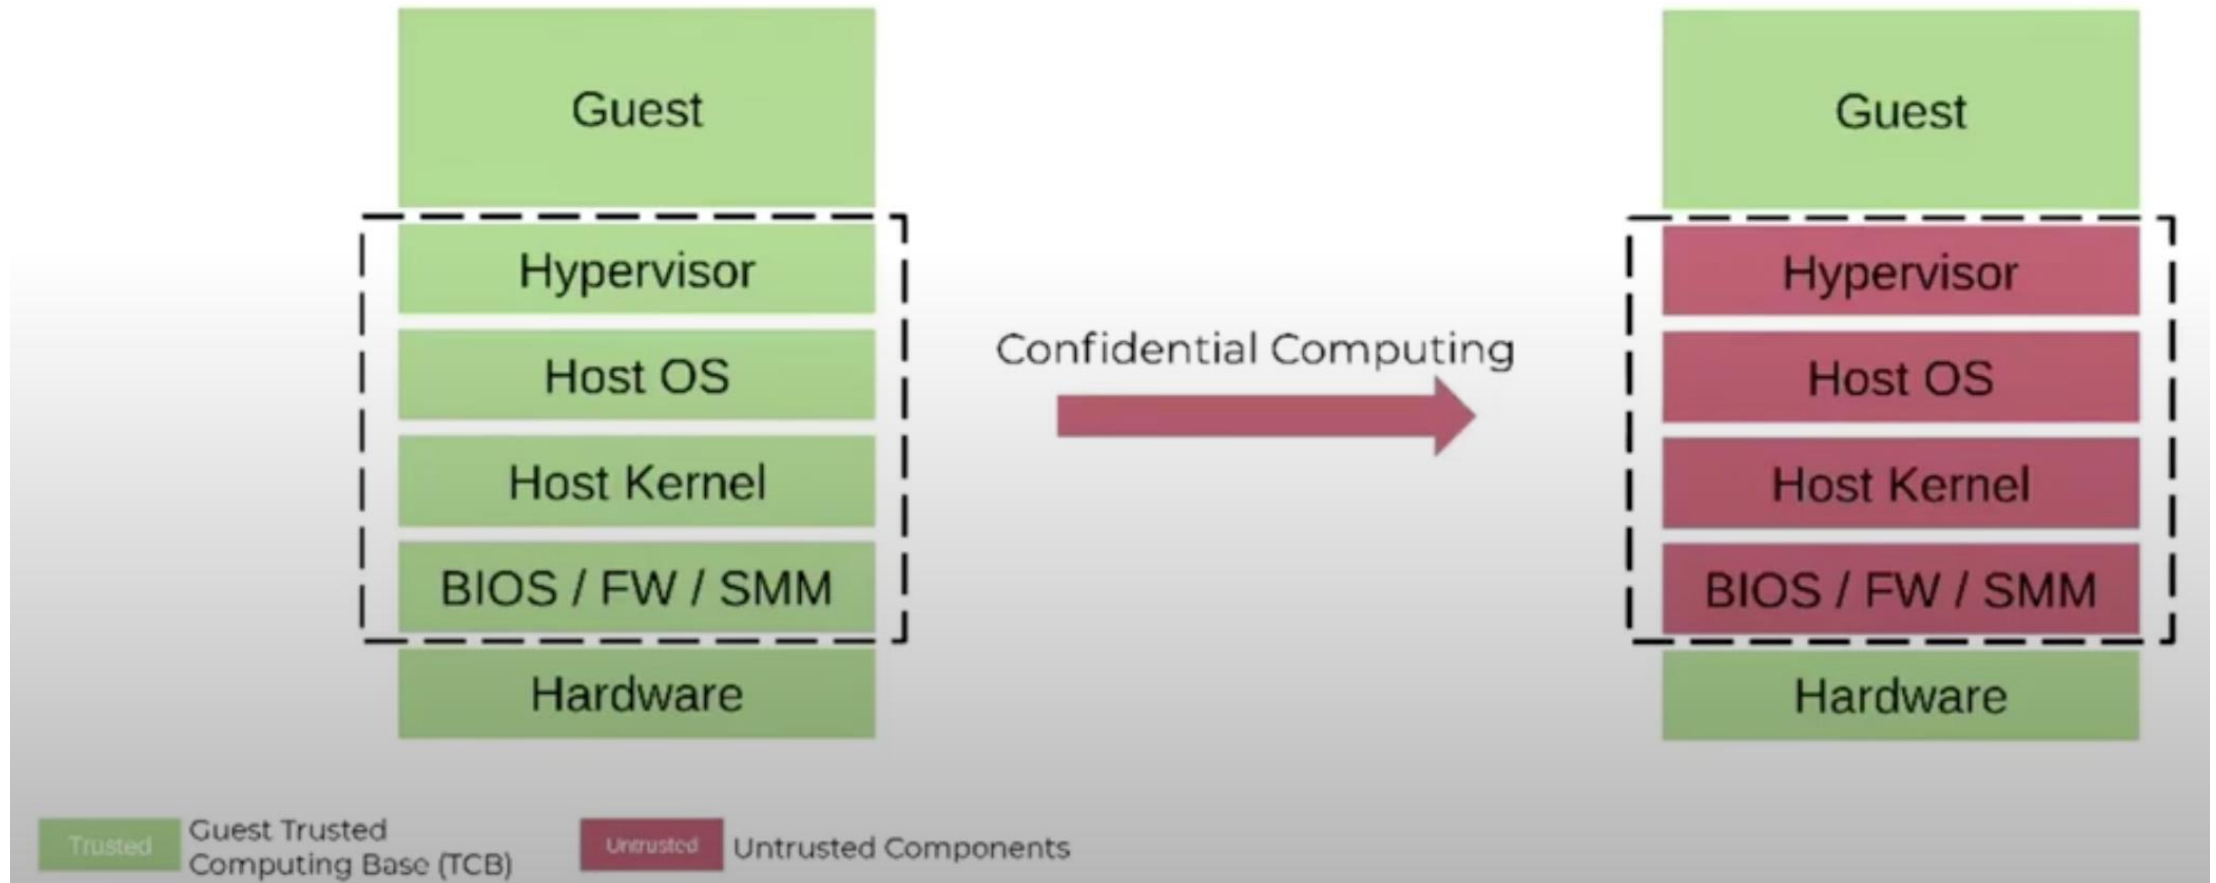 Guest
Hypervisor
Host OS
Host Kernel
BIOS / FW / SMM
Hardware
Confidential Computing
Guest
Hypervisor
Host OS
Host Kernel
BIOS / FW / SMM
Hardware
Trusted
Guest Trusted
Computing Base (TCB)
Untrusted
Untrusted Components